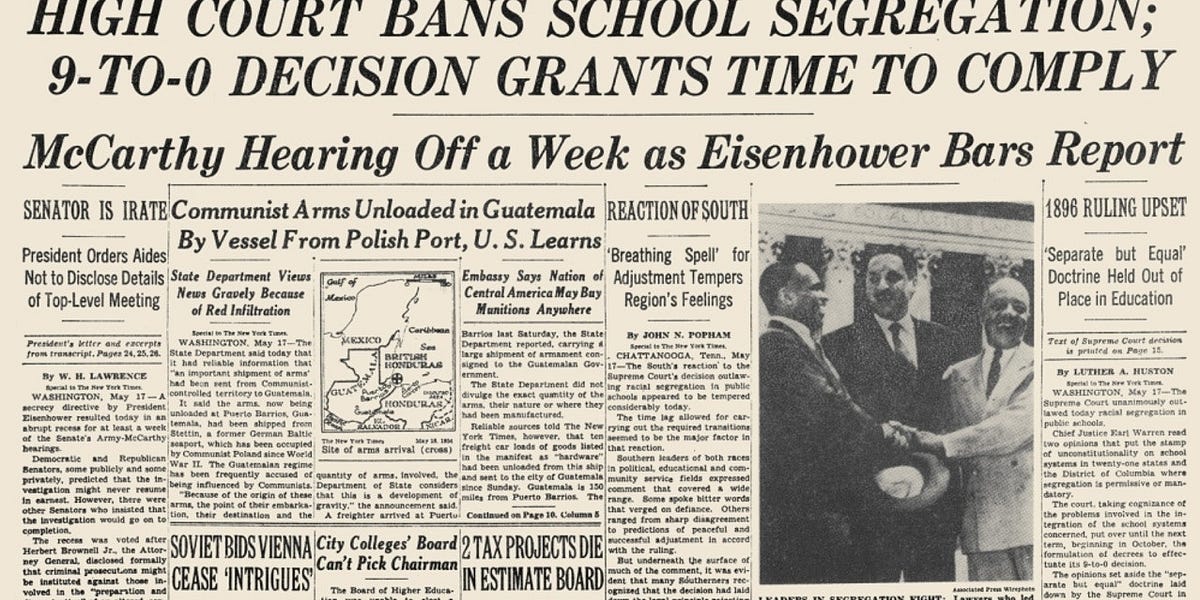 HIGH COURT BANS SCHOOL SEGREGATION;
9-TO-0 DECISION GRANTS TIME TO COMPLY
McCarthy Hearing Off a Week as Eisenhower Bars Report
SENATOR IS IRATE
President Orders Aides
Not to Disclose Details
of Top-Level Meeting
President's letter and excerpts
from transcript, Pages 24, 25, 26.
By W. H. LAWRENCE
Special to The New York Times.
WASHINGTON, May 17—A
secrecy directive by President
Eisenhower resulted today in an
abrupt recess for at least a week
of the Senate's Army-McCarthy
hearings.
Democratic and Republican
Senators, some publicly and some
privately, predicted that the in-
vestigation might never resume
in earnest. However, there were
other Senators who insisted that
the investigation would go on to
completion.
The recess was voted after
Herbert Brownell Jr., the Attor-
ney General, disclosed formally
that criminal prosecutions might
be instituted against those in-
volved in the "preparation and
Communist Arms Unloaded in Guatemala
By Vessel From Polish Port, U. S. Learns
State Department Views
News Gravely Because
of Red Infiltration
Special to The New York Times.
WASHINGTON, May 17—The
State Department said today that
it had reliable information that
"an important shipment of arms"
had been sent from Communist-
controlled territory to Guatemala.
It said the arms, now being
unloaded at Puerto Barrios, Gua-
temala, had been shipped from
Stettin, a former German Baltic
seaport, which has been occupied
by Communist Poland since World
War II. The Guatemalan regime
has been frequently accused of
being influenced by Communists.
"Because of the origin of these
arms, the point of their embarka-
tion, their destination and the
Gulf of
Mexico
MILES
Caribbean
Sea
MEXICO
BRITISH
HONDURAS
GUATEMALA
Puerto
Barrios
HONDURAS
Guatemala
EL
SALVADOR
NICAR.
The New York Times
May 18, 1954
Site of arms arrival (cross)
quantity of arms, involved, the
Department of State considers
that this is a development of
gravity," the announcement said.
A freighter arrived at Puerto
Embassy Says Nation of
Central America May Buy
Munitions Anywhere
Barrios last Saturday, the State
Department reported, carrying a
large shipment of armament con-
signed to the Guatemalan Gov-
ernment.
The State Department did not
divulge the exact quantity of the
arms, their nature or where they
had been manufactured.
Reliable sources told The New
York Times, however, that ten
freight car loads of goods listed
in the manifest as "hardware"
had been unloaded from this ship
and sent to the city of Guatemala
since Sunday. Guatemala is 150
miles from Puerto Barrios. The
Continued on Page 10, Column 5
SOVIET BIDS VIENNA
CEASE 'INTRIGUES'
City Colleges' Board
Can't Pick Chairman
The Board of Higher Educa-
2 TAX PROJECTS DIE
IN ESTIMATE BOARD
REACTION OF SOUTH
'Breathing Spell' for
Adjustment Tempers
Region's Feelings
By JOHN N. POPHAM
Special to The New York Times.
CHATTANOOGA, Tenn., May
17—The South's reaction to the
Supreme Court's decision outlaw-
ing racial segregation in public
schools appeared to be tempered
considerably today.
The time lag allowed for car-
rying out the required transitions
seemed to be the major factor in
that reaction.
Southern leaders of both races
in political, educational and com-
munity service fields expressed
comment that covered a wide
range. Some spoke bitter words
that verged on defiance. Others
ranged from sharp disagreement
to predictions of peaceful and
successful adjustment in accord
with the ruling.
But underneath the surface of
much of the comment, it was evi-
dent that many Southerners rec-
ognized that the decision had laid
Associated Press Wirephoto
LEADERS IN SEGREGATION FIGHT: Lawyers who led
1896 RULING UPSET
'Separate but Equal'
Doctrine Held Out of
Place in Education
Text of Supreme Court decision
is printed on Page 15.
By LUTHER A. HUSTON
Special to The New York Times.
WASHINGTON, May 17—The
Supreme Court unanimously out-
lawed today racial segregation in
public schools.
Chief Justice Earl Warren read
two opinions that put the stamp
of unconstitutionality on school
systems in twenty-one states and
the District of Columbia where
segregation is permissive or man-
datory.
The court, taking cognizance of
the problems involved in the in-
tegration of the school systems
concerned, put over until the next
term, beginning in October, the
formulation of decrees to effec-
tuate its 9-to-0 decision.
The opinions set aside the "sep-
arate but equal" doctrine laid
down by the Supreme Court in